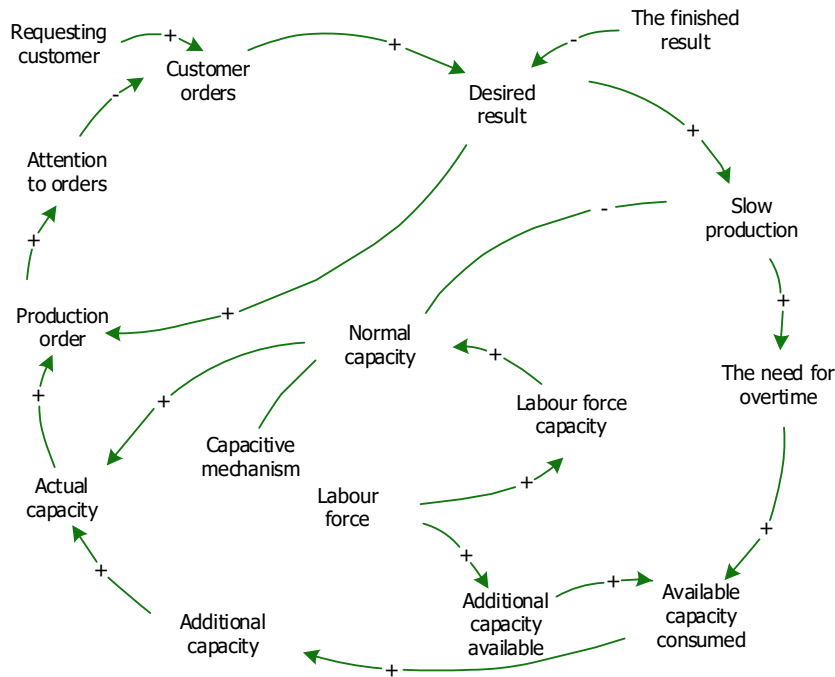 Requesting
customer
+
Customer
orders
+
The finished
result
-
Desired
result
-
Attention
to orders
+
+
Slow
production
-
Production
order
+
+
Normal
capacity
+
The need for
overtime
+
+
Labour force
capacity
Capacitive
mechanism
Actual
capacity
Labour
force
+
+
+
+
+
Additional
capacity
available
Available
capacity
consumed
Additional
capacity
+